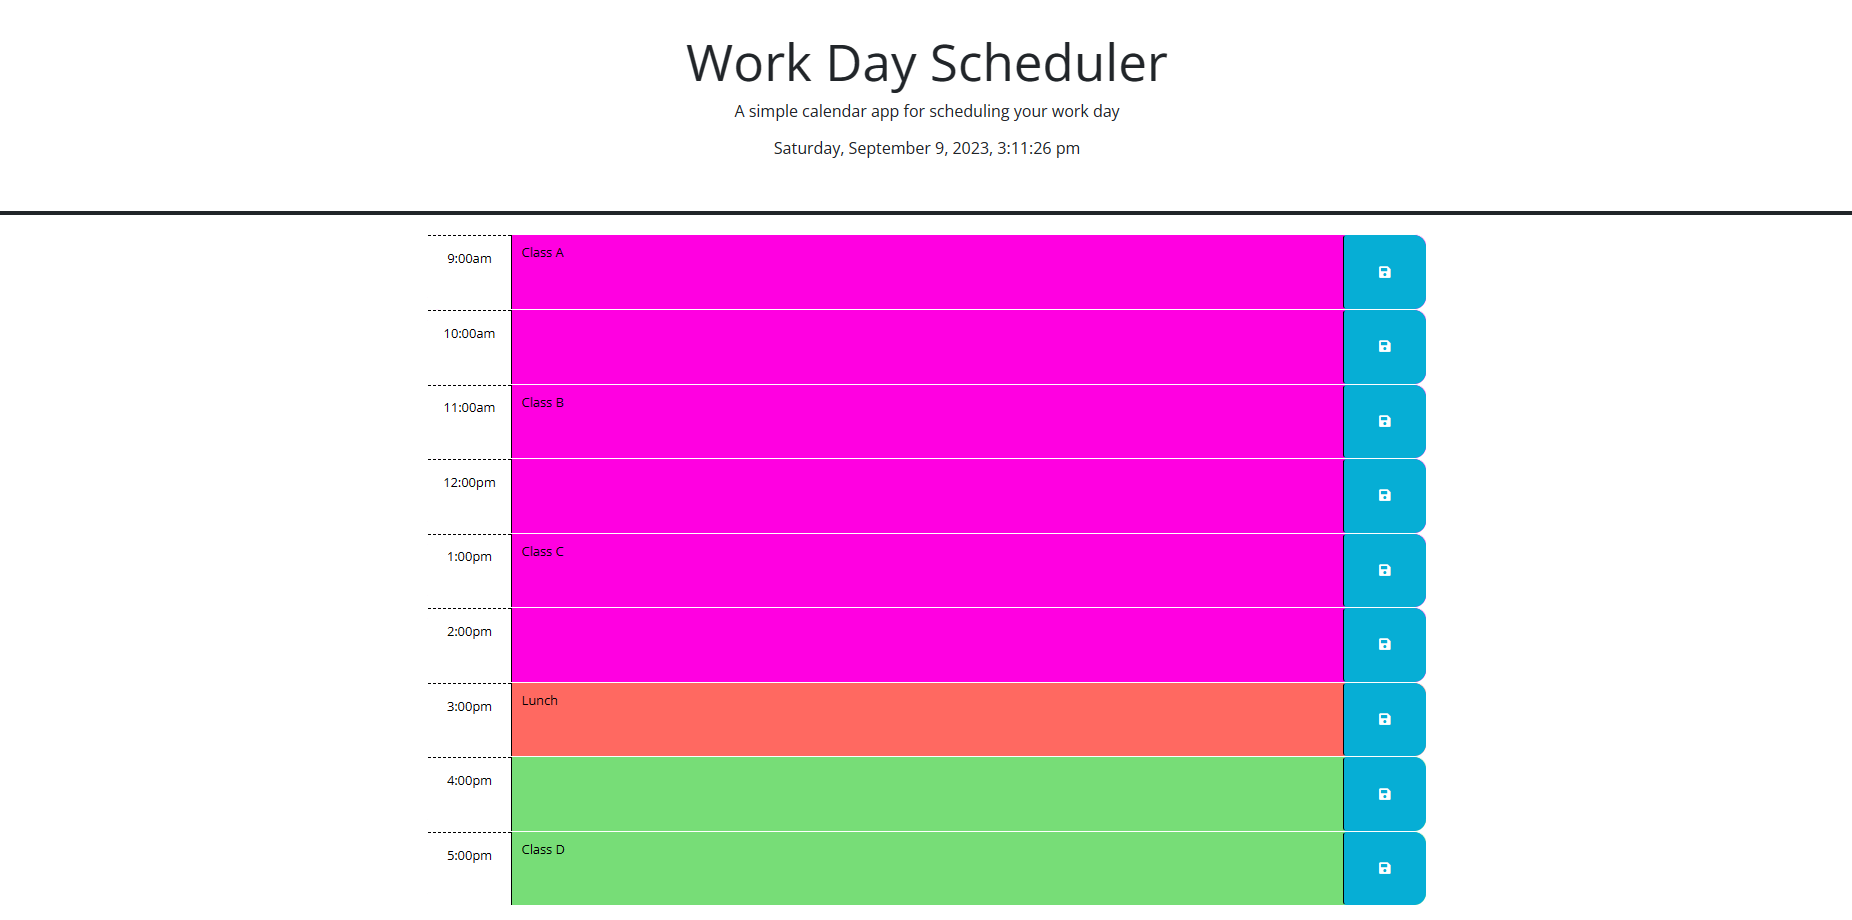 Work Day Scheduler
A simple calendar app for scheduling your work day
Saturday, September 9, 2023, 3:11:26 pm
9:00am Class A
10:00am
11:00am Class B
12:00pm
1:00pm Class C
2:00pm
3:00pm Lunch
4:00pm
5:00pm Class D